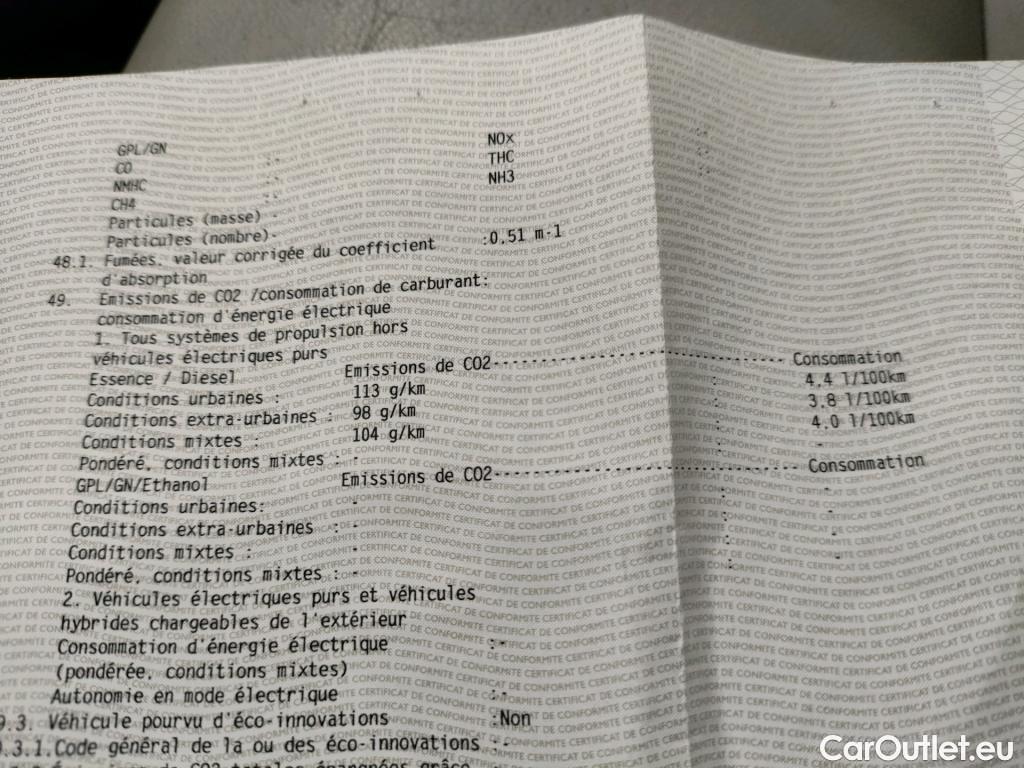 GPL/GN
CO NOx
NMHC THC
CH4 NH3
Particules (masse) -
Particules (nombre)-
48.1. Fumées, valeur corrigée du coefficient :0,51 m-1
d'absorption
49. Emissions de CO2 /consommation de carburant:
consommation d'énergie électrique
1. Tous systèmes de propulsion hors
véhicules électriques purs
Essence / Diesel Emissions de CO2 Consommation
Conditions urbaines : 113 g/km : 4,4 l/100km
Conditions extra-urbaines : 98 g/km : 3,8 l/100km
Conditions mixtes : 104 g/km : 4,0 l/100km
Pondéré, conditions mixtes : - : -
GPL/GN/Ethanol Emissions de CO2 Consommation
Conditions urbaines: - : -
Conditions extra-urbaines : - : -
Conditions mixtes : - : -
Pondéré, conditions mixtes : - :
2. Véhicules électriques purs et véhicules
hybrides chargeables de l'extérieur
Consommation d'énergie électrique :-
(pondérée, conditions mixtes)
Autonomie en mode électrique :-
9.3. Véhicule pourvu d'éco-innovations :Non
9.3.1.Code général de la ou des éco-innovations :-
CarOutlet.eu